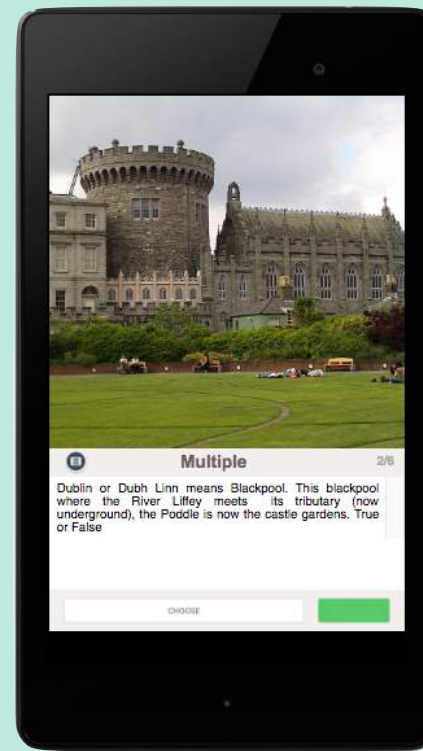 Multiple
2/6
Dublin or Dubh Linn means Blackpool. This blackpool
where the River Liffey meets its tributary (now
underground), the Poddle is now the castle gardens. True
or False
CHOOSE